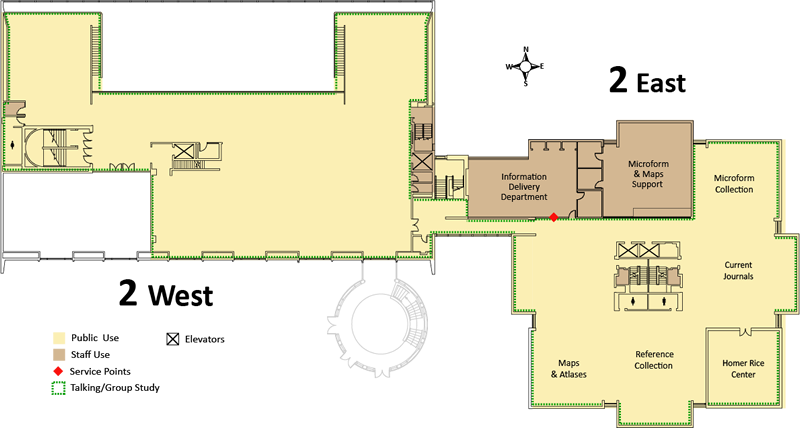 N
W E
S
2 East
Information
Delivery
Department
Microform
& Maps
Support
Microform
Collection
Current
Journals
Maps
& Atlases
Reference
Collection
Homer Rice
Center
2 West
Public Use
Staff Use
Service Points
Talking/Group Study
Elevators